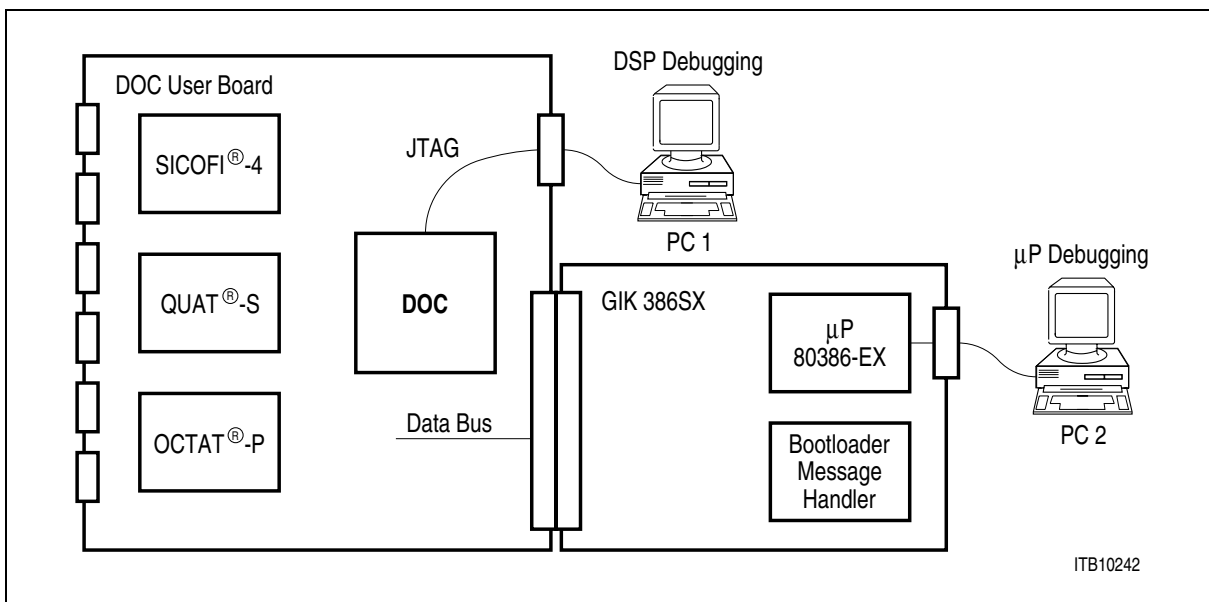 DOC User Board
SICOFI®-4
QUAT®-S
OCTAT®-P
JTAG
DOC
Data Bus
DSP Debugging
PC 1
GIK 386SX
μP
80386-EX
Bootloader
Message
Handler
μP Debugging
PC 2
ITB10242